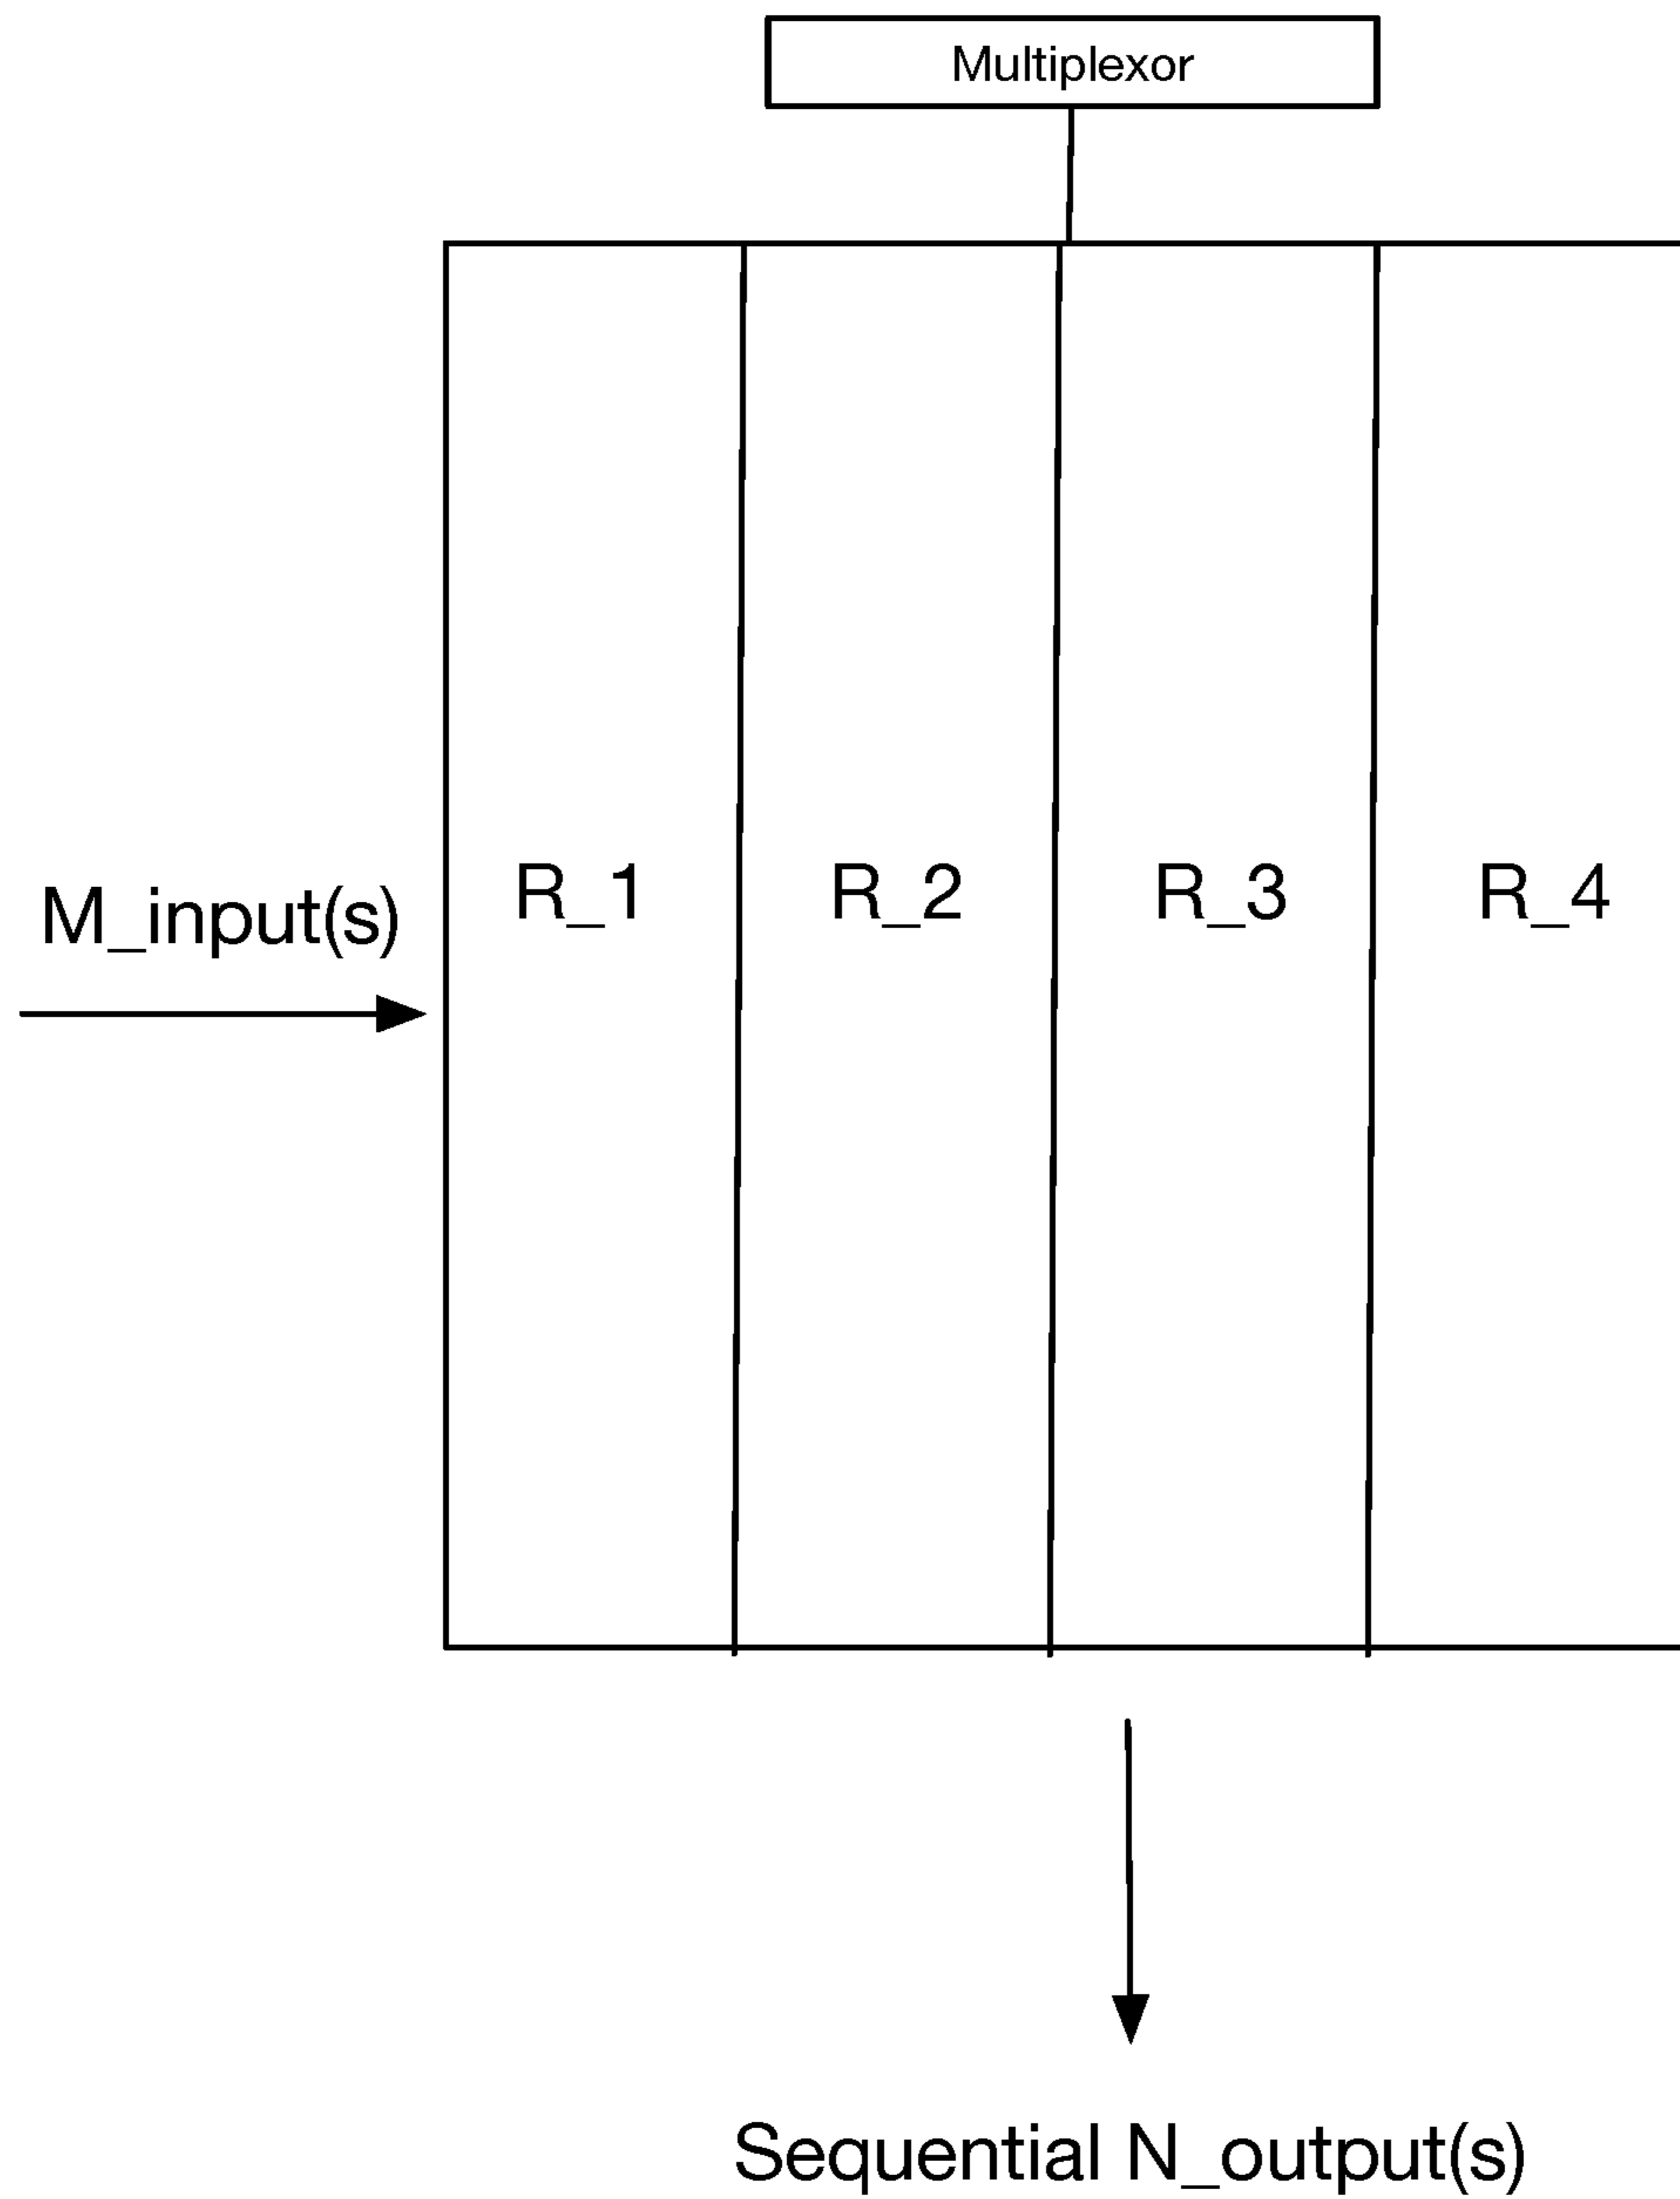 Multiplexor
R_1 R_2 R_3 R_4
M_input(s)
Sequential N_output(s)